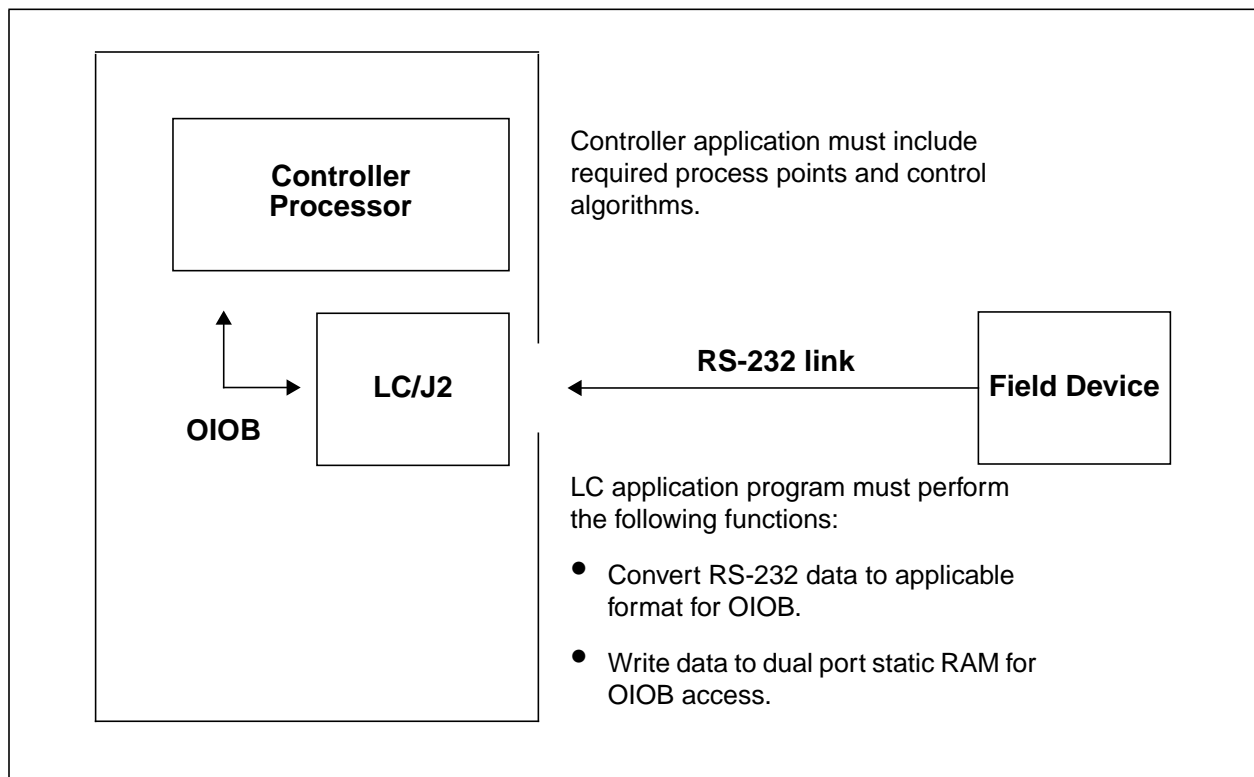 Controller
Processor
Controller application must include
required process points and control
algorithms.
LC/J2
OIOB
RS-232 link
Field Device
LC application program must perform
the following functions:
• Convert RS-232 data to applicable
format for OIOB.
• Write data to dual port static RAM for
OIOB access.